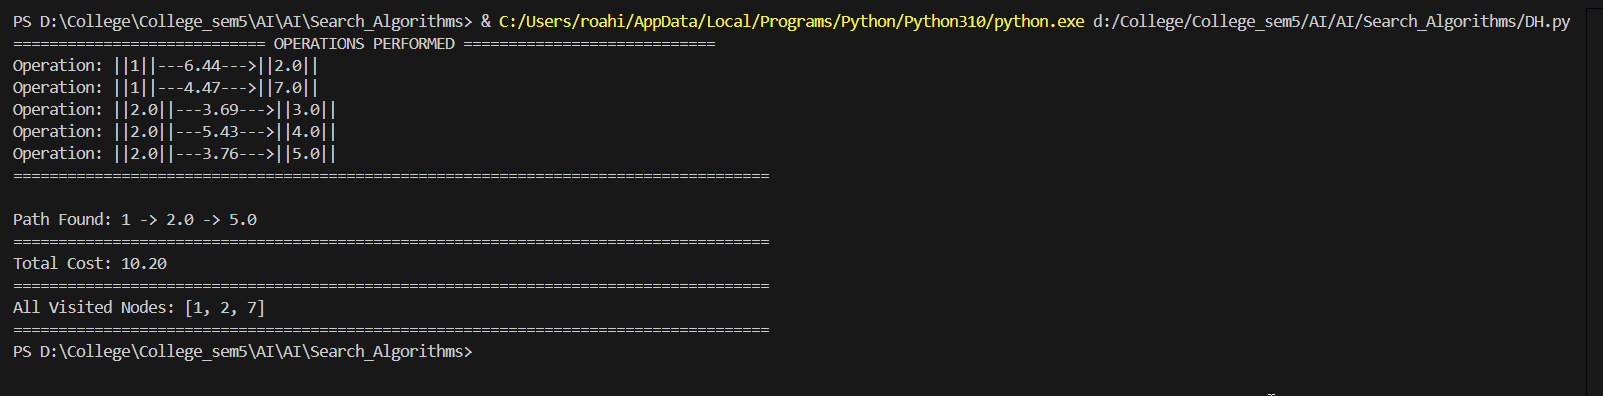 PS D:\College\College_sem5\AI\AI\Search_Algorithms> & C:/Users/roahi/AppData/Local/Programs/Python/Python310/python.exe d:/College/College_sem5/AI/AI/Search_Algorithms/DH.py
============================ OPERATIONS PERFORMED ============================
Operation: ||1||---6.44--->||2.0||
Operation: ||1||---4.47--->||7.0||
Operation: ||2.0||---3.69--->||3.0||
Operation: ||2.0||---5.43--->||4.0||
Operation: ||2.0||---3.76--->||5.0||
====================================================================================
Path Found: 1 -> 2.0 -> 5.0
====================================================================================
Total Cost: 10.20
====================================================================================
All Visited Nodes: [1, 2, 7]
====================================================================================
PS D:\College\College_sem5\AI\AI\Search_Algorithms>